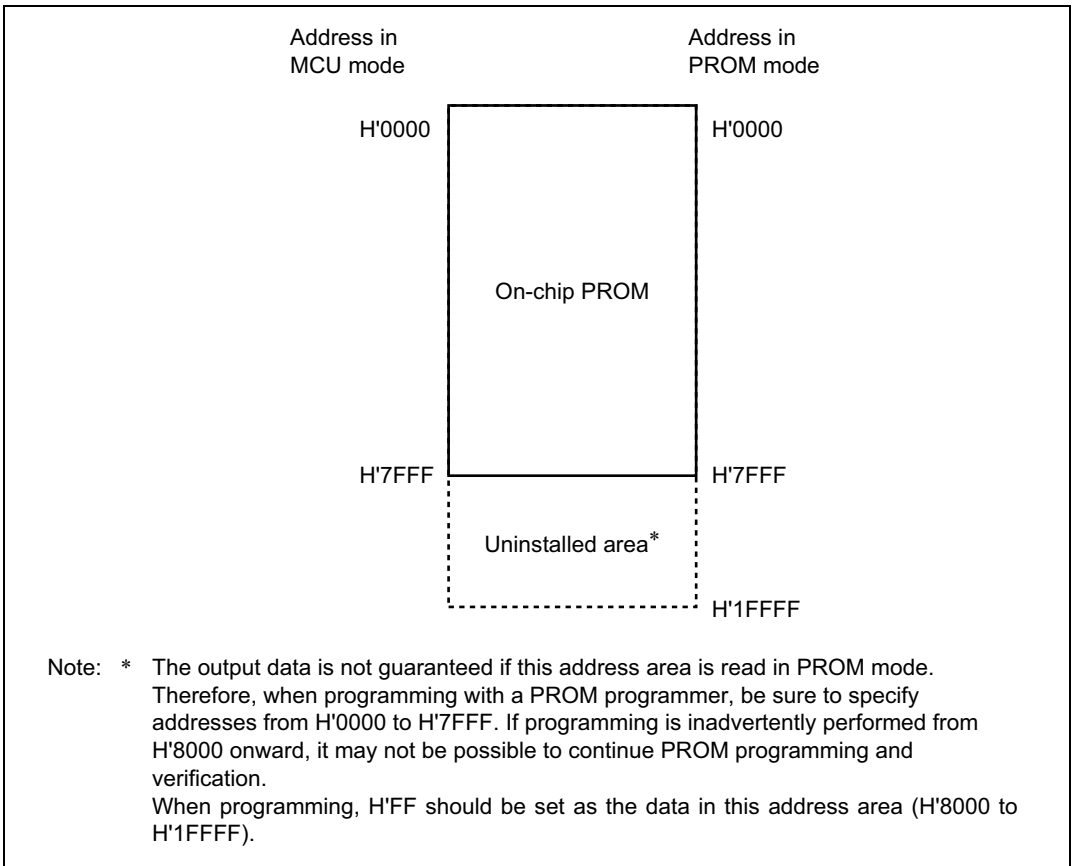 Address in
MCU mode
Address in
PROM mode
H'0000
H'0000
On-chip PROM
H'7FFF
H'7FFF
Uninstalled area*
H'1FFFF
Note: * The output data is not guaranteed if this address area is read in PROM mode.
Therefore, when programming with a PROM programmer, be sure to specify
addresses from H'0000 to H'7FFF. If programming is inadvertently performed from
H'8000 onward, it may not be possible to continue PROM programming and
verification.
When programming, H'FF should be set as the data in this address area (H'8000 to
H'1FFFF).